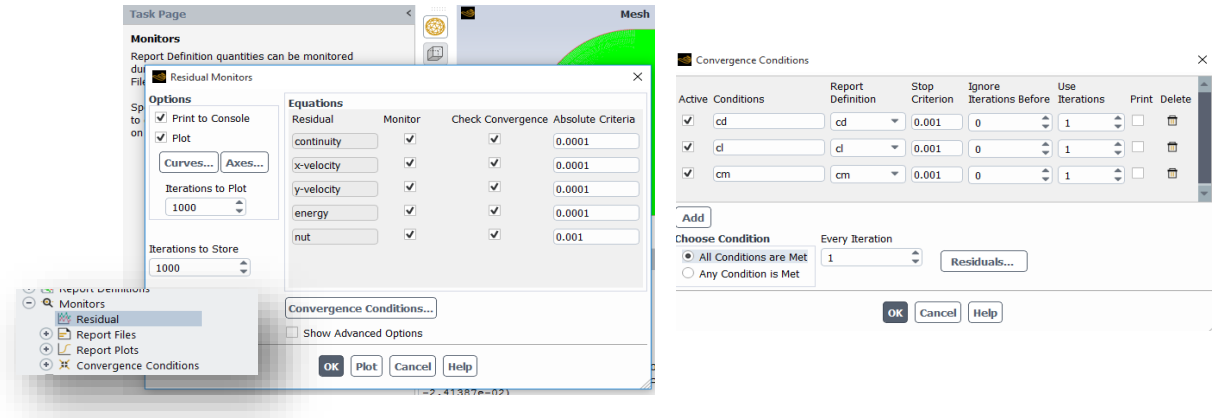 Task Page
<
Mesh
Monitors
Report Definition quantities can be monitored
Residual Monitors
Options
Print to Console
Plot
Curves... Axes...
Iterations to Plot
1000
Iterations to Store
1000
Equations
Residual Monitor Check Convergence Absolute Criteria
continuity 0.0001
x-velocity 0.0001
y-velocity 0.0001
energy 0.0001
nut 0.001
Convergence Conditions...
Show Advanced Options
OK Plot Cancel Help
-2.41387e-02)
Report Definitions
Monitors
Residual
Report Files
Report Plots
Convergence Conditions
Convergence Conditions
Active Conditions Report Definition Stop Criterion Ignore Iterations Before Use Iterations Print Delete
cd cd 0.001 0 1
cl cl 0.001 0 1
cm cm 0.001 0 1
Add
Choose Condition
All Conditions are Met
Any Condition is Met
Every Iteration
1
Residuals...
OK Cancel Help